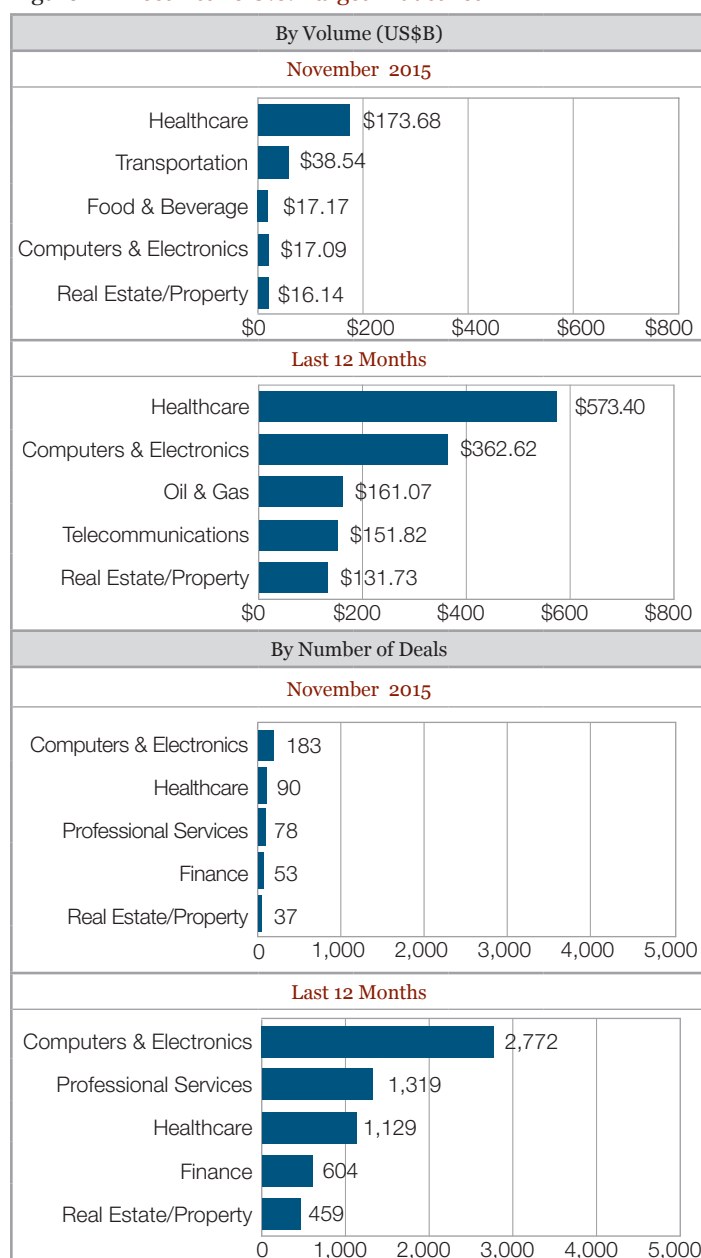 By Volume (US$B)
November 2015
Healthcare $173.68
Transportation $38.54
Food & Beverage $17.17
Computers & Electronics $17.09
Real Estate/Property $16.14
$0 $200 $400 $600 $800
Last 12 Months
Healthcare $573.40
Computers & Electronics $362.62
Oil & Gas $161.07
Telecommunications $151.82
Real Estate/Property $131.73
$0 $200 $400 $600 $800
By Number of Deals
November 2015
Computers & Electronics 183
Healthcare 90
Professional Services 78
Finance 53
Real Estate/Property 37
0 1,000 2,000 3,000 4,000 5,000
Last 12 Months
Computers & Electronics 2,772
Professional Services 1,319
Healthcare 1,129
Finance 604
Real Estate/Property 459
0 1,000 2,000 3,000 4,000 5,000